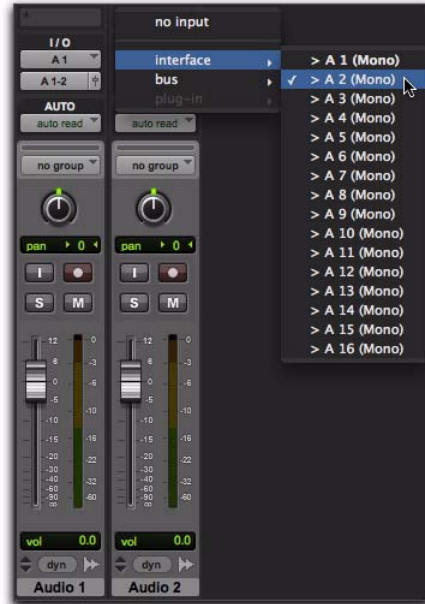 no input
I / O
A 1
interface
A 1-2
bus
plug-in
AUTO
auto read
auto read
> A 1 (Mono)
✓ > A 2 (Mono)
> A 3 (Mono)
> A 4 (Mono)
> A 5 (Mono)
> A 6 (Mono)
> A 7 (Mono)
> A 8 (Mono)
> A 9 (Mono)
> A 10 (Mono)
> A 11 (Mono)
> A 12 (Mono)
> A 13 (Mono)
> A 14 (Mono)
> A 15 (Mono)
> A 16 (Mono)
no group
no group
pan 0
pan 0
I
I
S M
S M
12 0
6 -3
0 -6
-5
-10 -10
-15 -16
-20 -22
-30
-40 -32
-60
-90 -60
∞
12 0
6 -3
0 -6
-5
-10 -10
-15 -16
-20 -22
-30
-40 -32
-60
-90 -60
∞
vol 0.0
vol 0.0
dyn
dyn
Audio 1
Audio 2